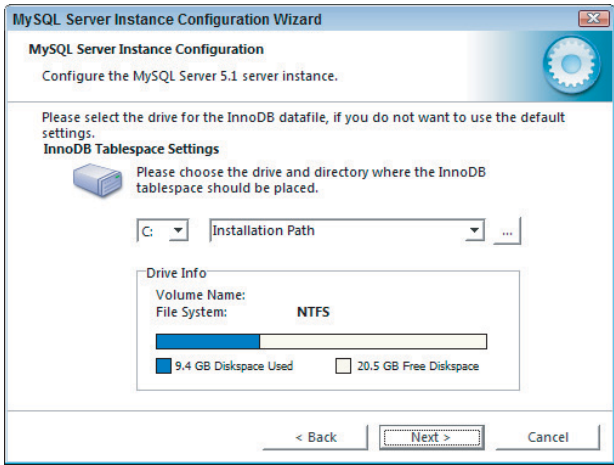 MySQL Server Instance Configuration Wizard
MySQL Server Instance Configuration
Configure the MySQL Server 5.1 server instance.
Please select the drive for the InnoDB datafile, if you do not want to use the default
settings.
InnoDB Tablespace Settings
Please choose the drive and directory where the InnoDB
tablespace should be placed.
C: Installation Path ...
Drive Info
Volume Name:
File System: NTFS
9.4 GB Diskspace Used 20.5 GB Free Diskspace
< Back Next > Cancel